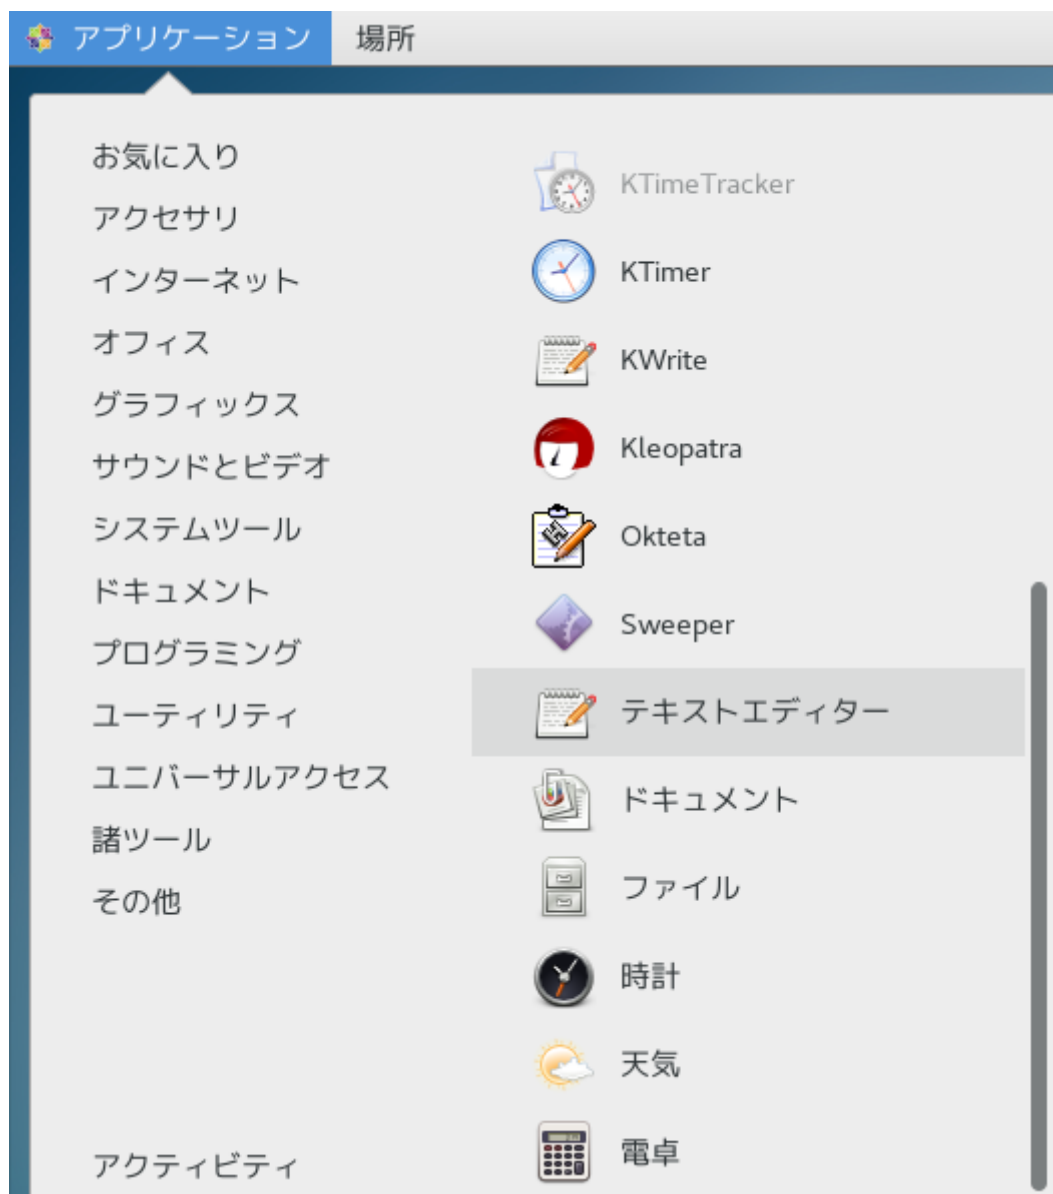 アプリケーション 場所
お気に入り
アクセサリ
インターネット
オフィス
グラフィックス
サウンドとビデオ
システムツール
ドキュメント
プログラミング
ユーティリティ
ユニバーサルアクセス
諸ツール
その他
アクティビティ
KTimeTracker
KTimer
KWrite
Kleopatra
Okteta
Sweeper
テキストエディター
ドキュメント
ファイル
時計
天気
電卓